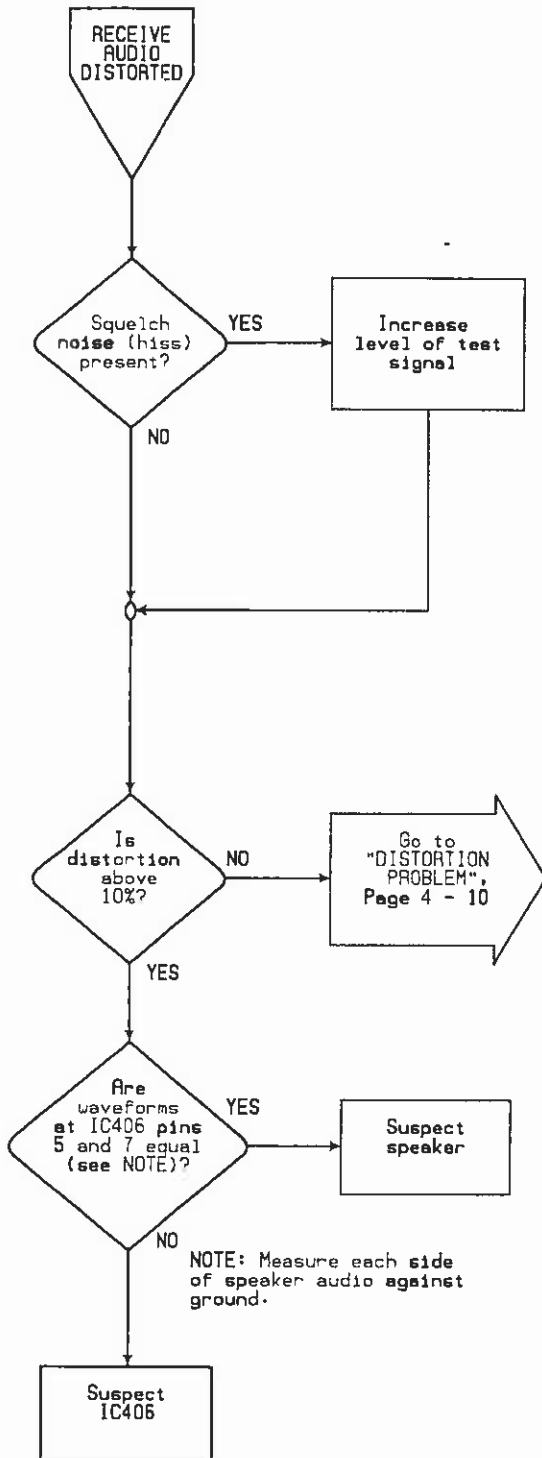 RECEIVE
AUDIO
DISTORTED
Squelch
noise (hiss)
present?
YES
Increase
level of test
signal
NO
Is
distortion
above
10%?
NO
Go to
"DISTORTION
PROBLEM",
Page 4 - 10
YES
Are
waveforms
at IC406 pins
5 and 7 equal
(see NOTE)?
YES
Suspect
speaker
NO
NOTE: Measure each side
of speaker audio against
ground.
Suspect
IC406